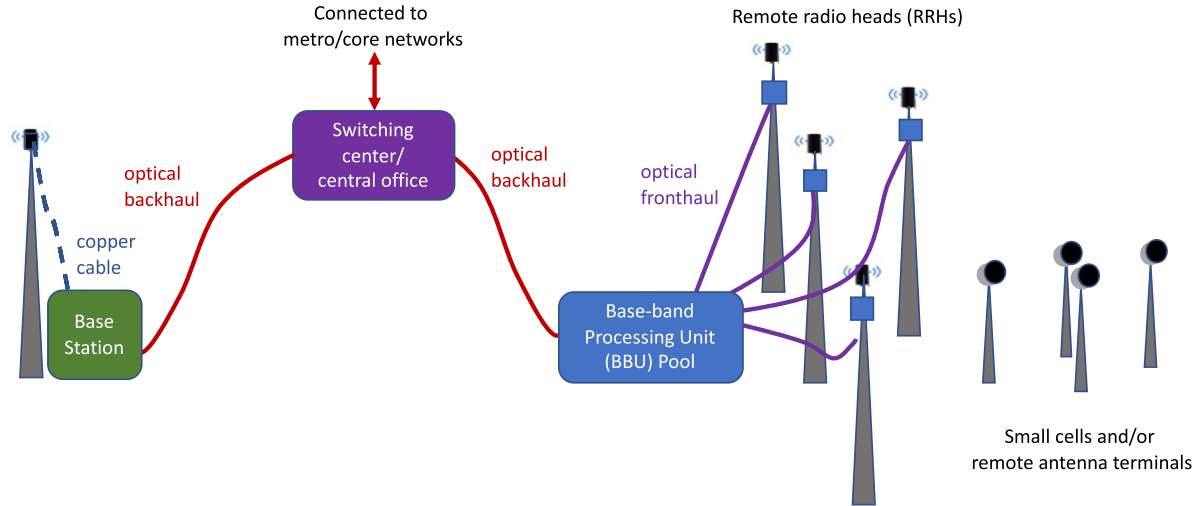 Connected to
metro/core networks
Remote radio heads (RRHs)
Switching
center/
central office
optical
backhaul
optical
backhaul
optical
fronthaul
copper
cable
Base
Station
Base-band
Processing Unit
(BBU) Pool
Small cells and/or
remote antenna terminals